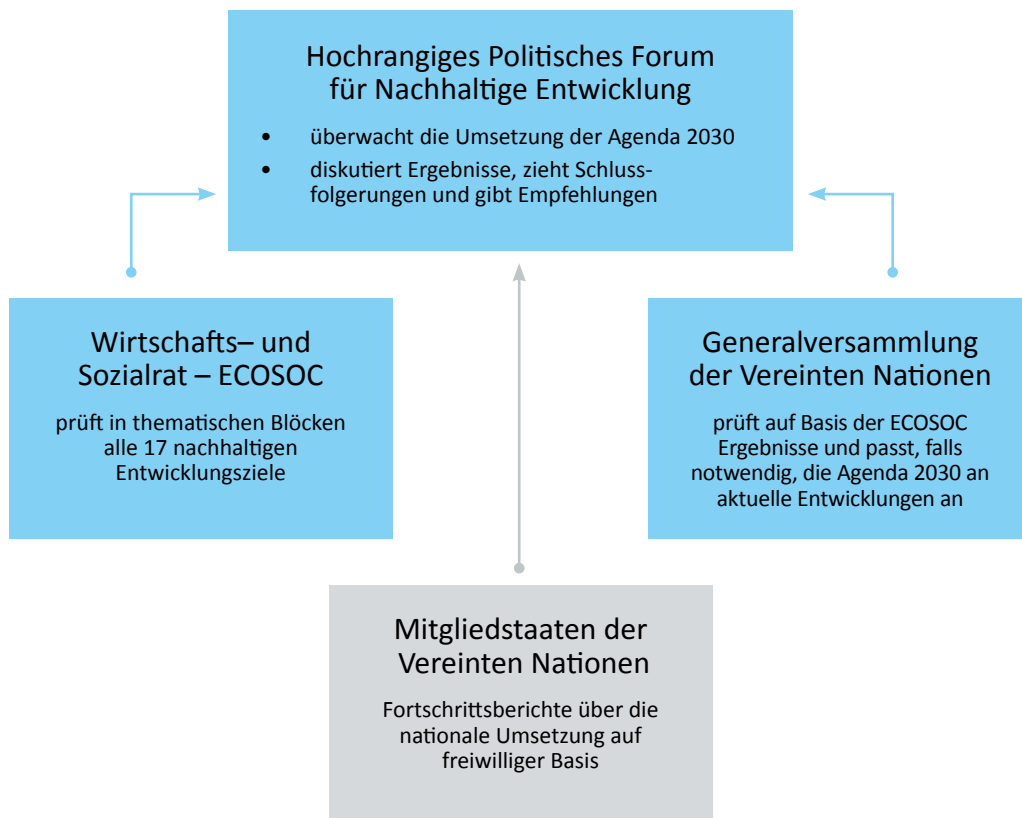 Hochrangiges Politisches Forum
für Nachhaltige Entwicklung
• überwacht die Umsetzung der Agenda 2030
• diskutiert Ergebnisse, zieht Schluss-
folgerungen und gibt Empfehlungen
Wirtschafts– und
Sozialrat – ECOSOC
prüft in thematischen Blöcken
alle 17 nachhaltigen
Entwicklungsziele
Generalversammlung
der Vereinten Nationen
prüft auf Basis der ECOSOC
Ergebnisse und passt, falls
notwendig, die Agenda 2030 an
aktuelle Entwicklungen an
Mitgliedstaaten der
Vereinten Nationen
Fortschrittsberichte über die
nationale Umsetzung auf
freiwilliger Basis